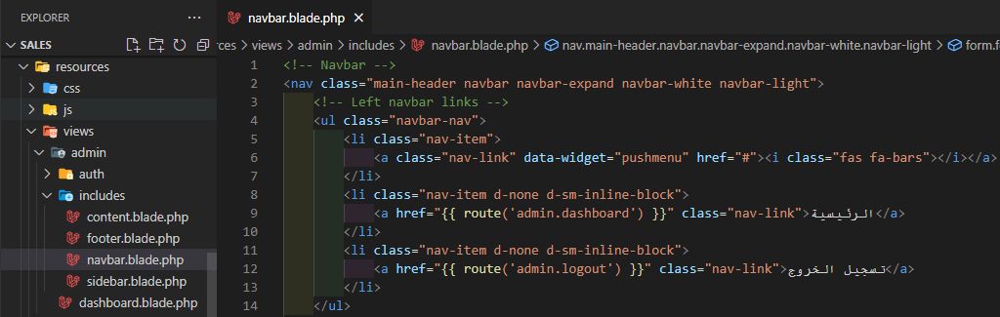 EXPLORER
SALES
resources
css
js
views
admin
auth
includes
content.blade.php
footer.blade.php
navbar.blade.php
sidebar.blade.php
dashboard.blade.php
navbar.blade.php
rces > views > admin > includes > navbar.blade.php > nav.main-header.navbar.navbar-expand.navbar-white.navbar-light > form.f
1 <!-- Navbar -->
2 <nav class="main-header navbar navbar-expand navbar-white navbar-light">
3 <!-- Left navbar links -->
4 <ul class="navbar-nav">
5 <li class="nav-item">
6 <a class="nav-link" data-widget="pushmenu" href="#"><i class="fas fa-bars"></i></a>
7 </li>
8 <li class="nav-item d-none d-sm-inline-block">
9 <a href="{{ route('admin.dashboard') }}" class="nav-link">الرئيسية</a>
10 </li>
11 <li class="nav-item d-none d-sm-inline-block">
12 <a href="{{ route('admin.logout') }}" class="nav-link">تسجيل الخروج</a>
13 </li>
14 </ul>